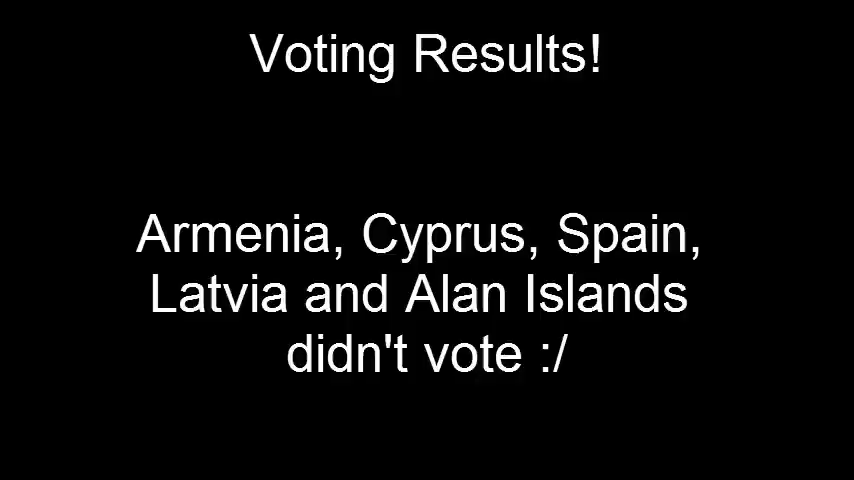 Voting Results!
Armenia, Cyprus, Spain,
Latvia and Alan Islands
didn't vote :/